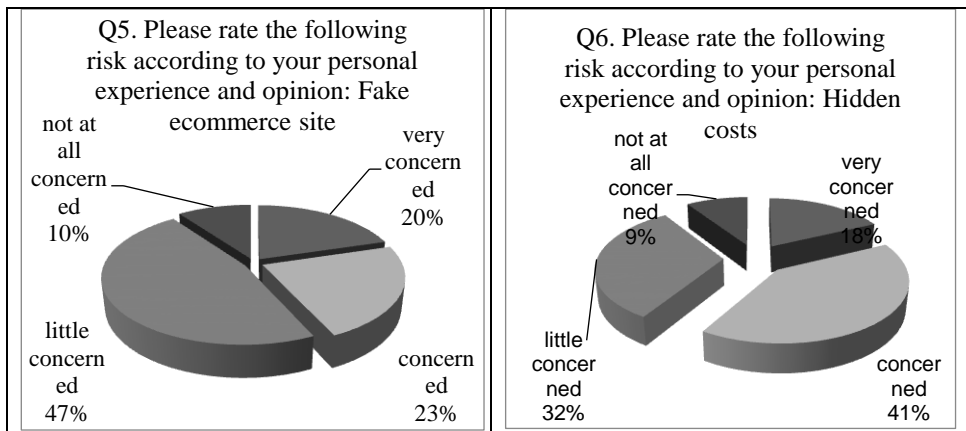 Q5. Please rate the following
risk according to your personal
experience and opinion: Fake
ecommerce site
not at
all
concern
ed
10%
very
concern
ed
20%
little
concern
ed
47%
concern
ed
23%
Q6. Please rate the following
risk according to your personal
experience and opinion: Hidden
costs
not at
all
concer
ned
9%
very
concer
ned
18%
little
concer
ned
32%
concer
ned
41%